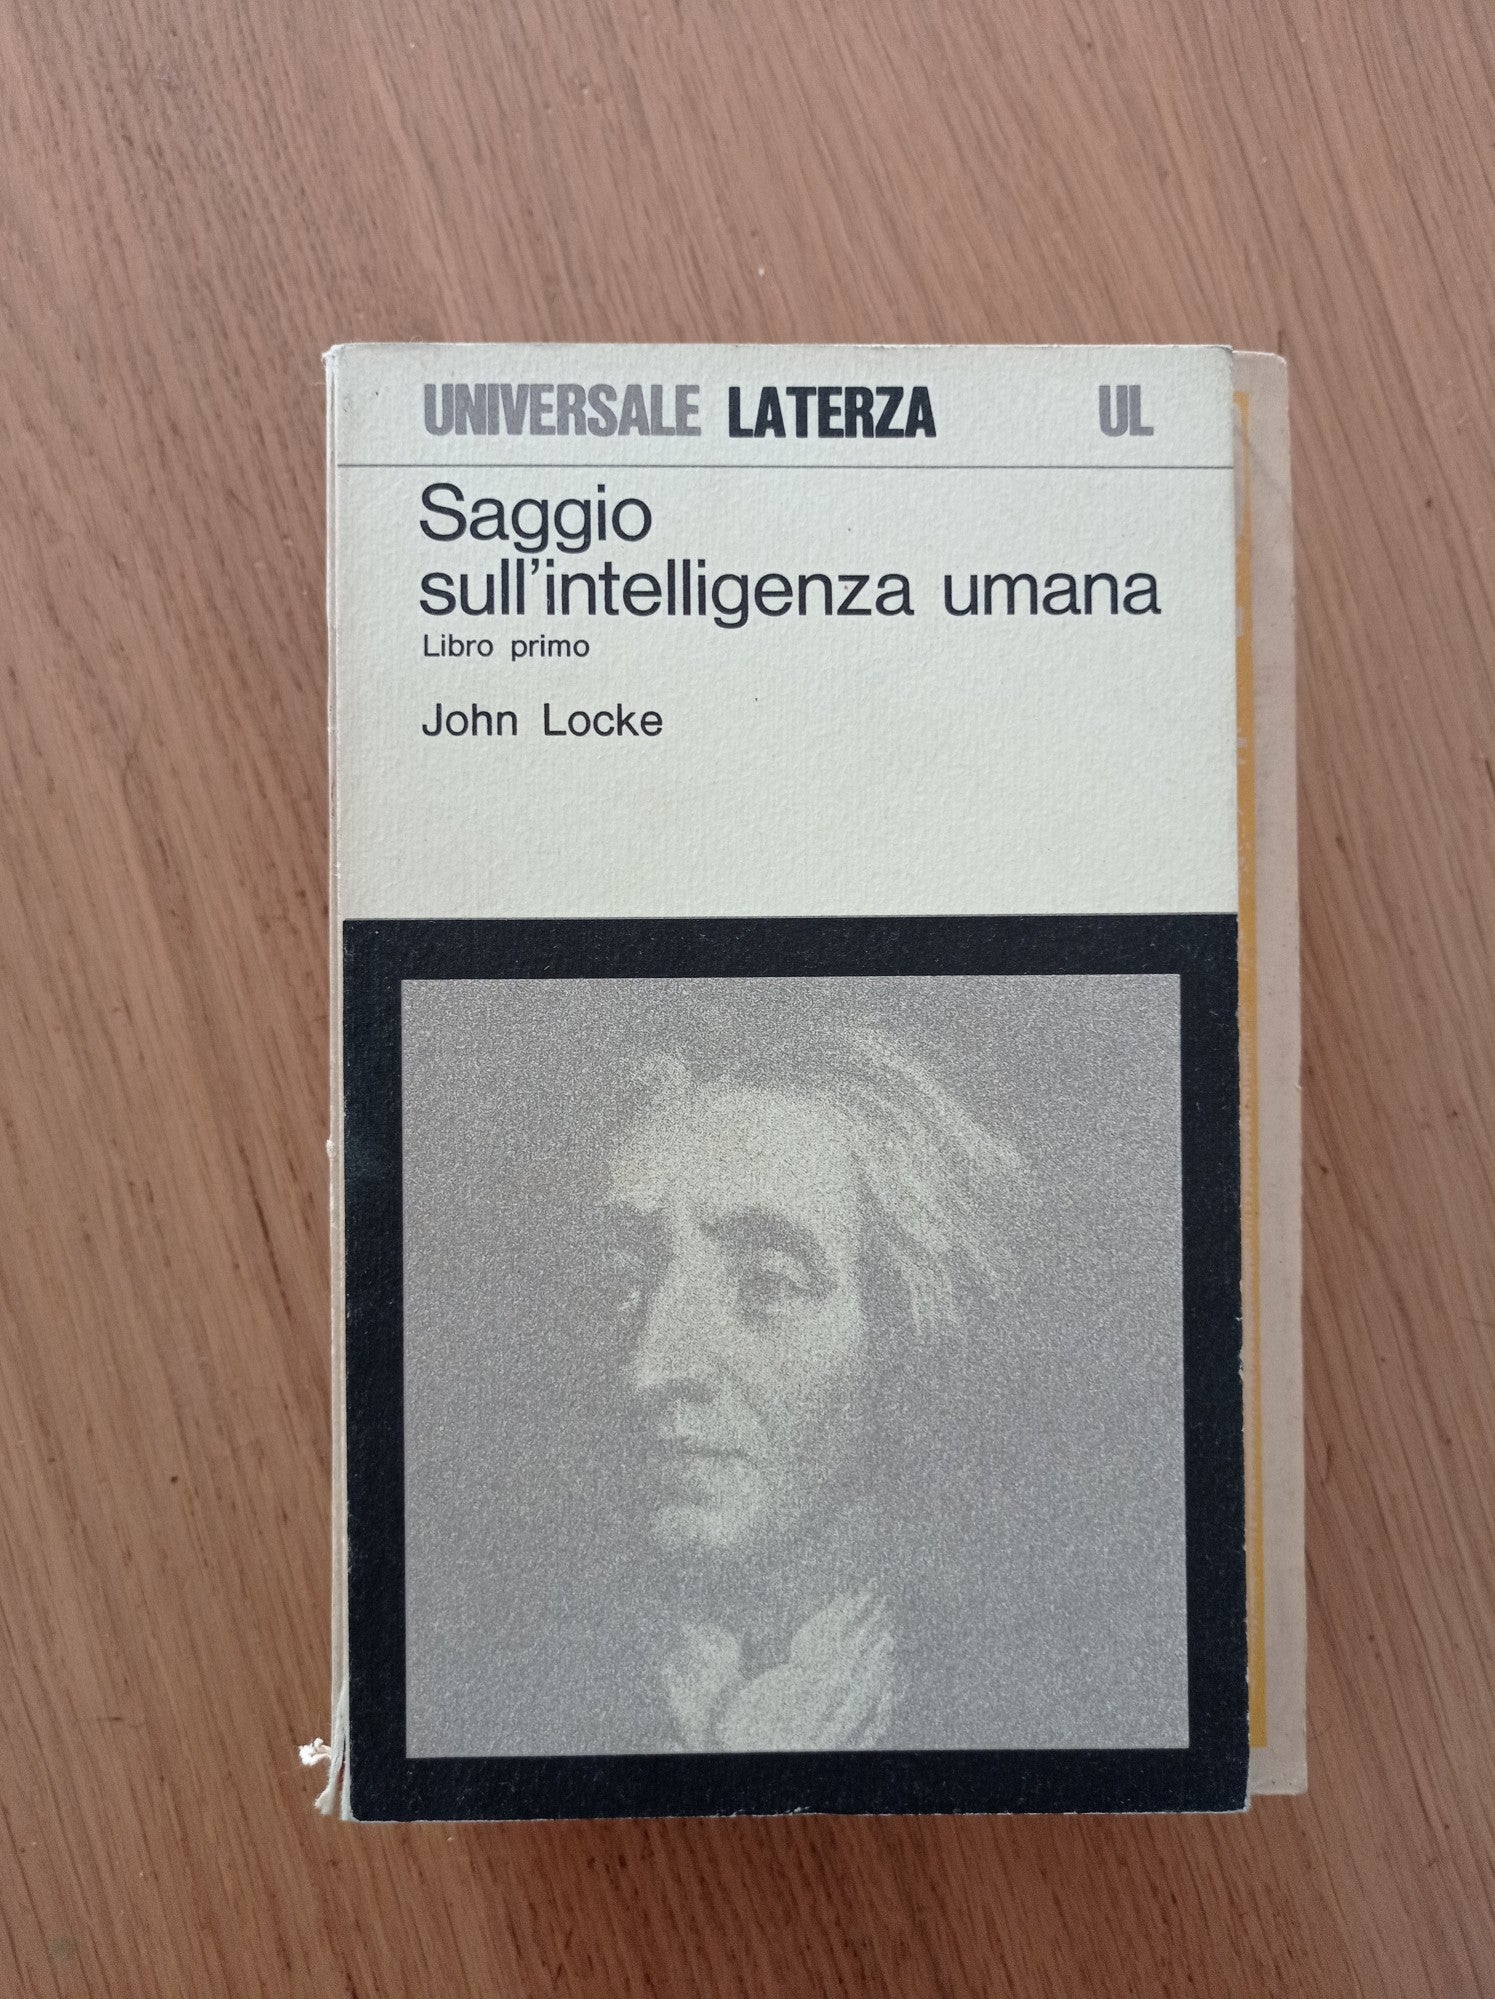 UNIVERSALE LATERZA UL
Saggio
sull'intelligenza umana
Libro primo
John Locke